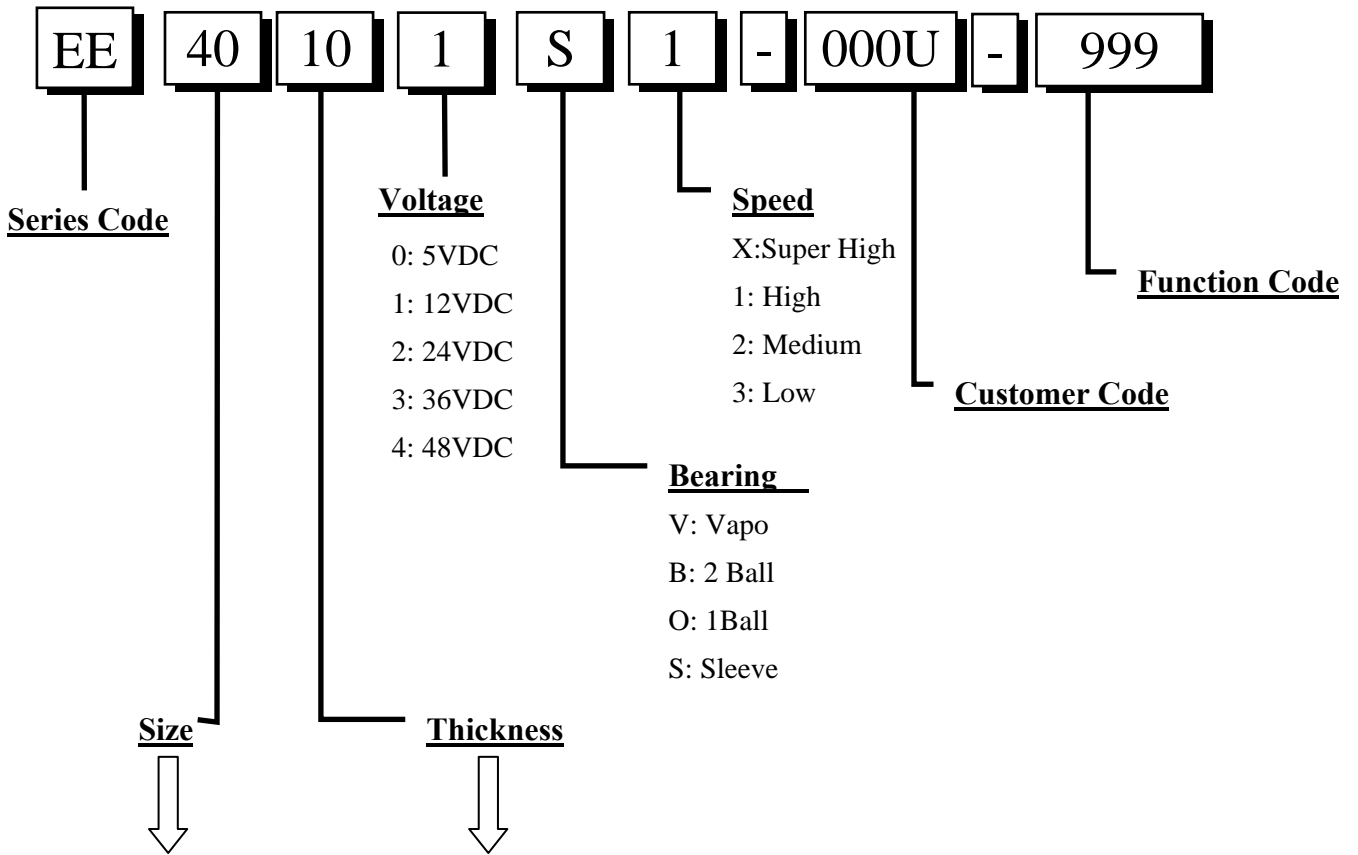 EE 40 10 1 S 1 - 000U - 999
Series Code
Voltage
0: 5VDC
1: 12VDC
2: 24VDC
3: 36VDC
4: 48VDC
Speed
X:Super High
1: High
2: Medium
3: Low
Function Code
Customer Code
Bearing
V: Vapo
B: 2 Ball
O: 1Ball
S: Sleeve
Size
Thickness